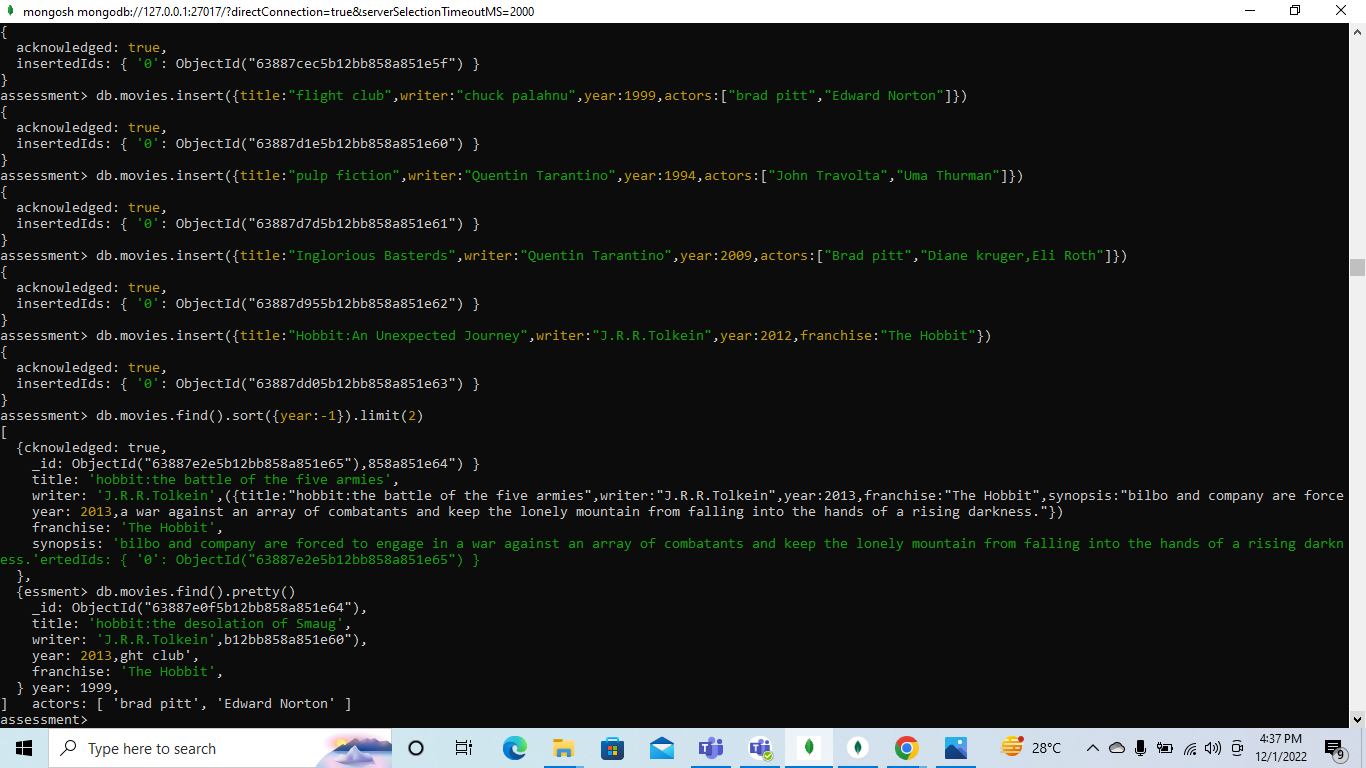 mongosh mongodb://127.0.0.1:27017/?directConnection=true&serverSelectionTimeoutMS=2000
{
  acknowledged: true,
  insertedIds: { '0': ObjectId("63887cec5b12bb858a851e5f") }
}
assessment> db.movies.insert({title:"flight club",writer:"chuck palahnu",year:1999,actors:["brad pitt","Edward Norton"]})
{
  acknowledged: true,
  insertedIds: { '0': ObjectId("63887d1e5b12bb858a851e60") }
}
assessment> db.movies.insert({title:"pulp fiction",writer:"Quentin Tarantino",year:1994,actors:["John Travolta","Uma Thurman"]})
{
  acknowledged: true,
  insertedIds: { '0': ObjectId("63887d7d5b12bb858a851e61") }
}
assessment> db.movies.insert({title:"Inglorious Basterds",writer:"Quentin Tarantino",year:2009,actors:["Brad pitt","Diane kruger,Eli Roth"]})
{
  acknowledged: true,
  insertedIds: { '0': ObjectId("63887d955b12bb858a851e62") }
}
assessment> db.movies.insert({title:"Hobbit:An Unexpected Journey",writer:"J.R.R.Tolkein",year:2012,franchise:"The Hobbit"})
{
  acknowledged: true,
  insertedIds: { '0': ObjectId("63887dd05b12bb858a851e63") }
}
assessment> db.movies.find().sort({year:-1}).limit(2)
[
  {cknowledged: true,
    _id: ObjectId("63887e2e5b12bb858a851e65"),858a851e64") }
    title: 'hobbit:the battle of the five armies',
    writer: 'J.R.R.Tolkein',({title:"hobbit:the battle of the five armies",writer:"J.R.R.Tolkein",year:2013,franchise:"The Hobbit",synopsis:"bilbo and company are force
    year: 2013,a war against an array of combatants and keep the lonely mountain from falling into the hands of a rising darkness."})
    franchise: 'The Hobbit',
    synopsis: 'bilbo and company are forced to engage in a war against an array of combatants and keep the lonely mountain from falling into the hands of a rising darkn
ess.'ertedIds: { '0': ObjectId("63887e2e5b12bb858a851e65") }
  },
  {essment> db.movies.find().pretty()
    _id: ObjectId("63887e0f5b12bb858a851e64"),
    title: 'hobbit:the desolation of Smaug',
    writer: 'J.R.R.Tolkein',b12bb858a851e60"),
    year: 2013,ght club',
    franchise: 'The Hobbit',
  } year: 1999,
]   actors: [ 'brad pitt', 'Edward Norton' ]
assessment>
Type here to search
28°C
4:37 PM
12/1/2022
9